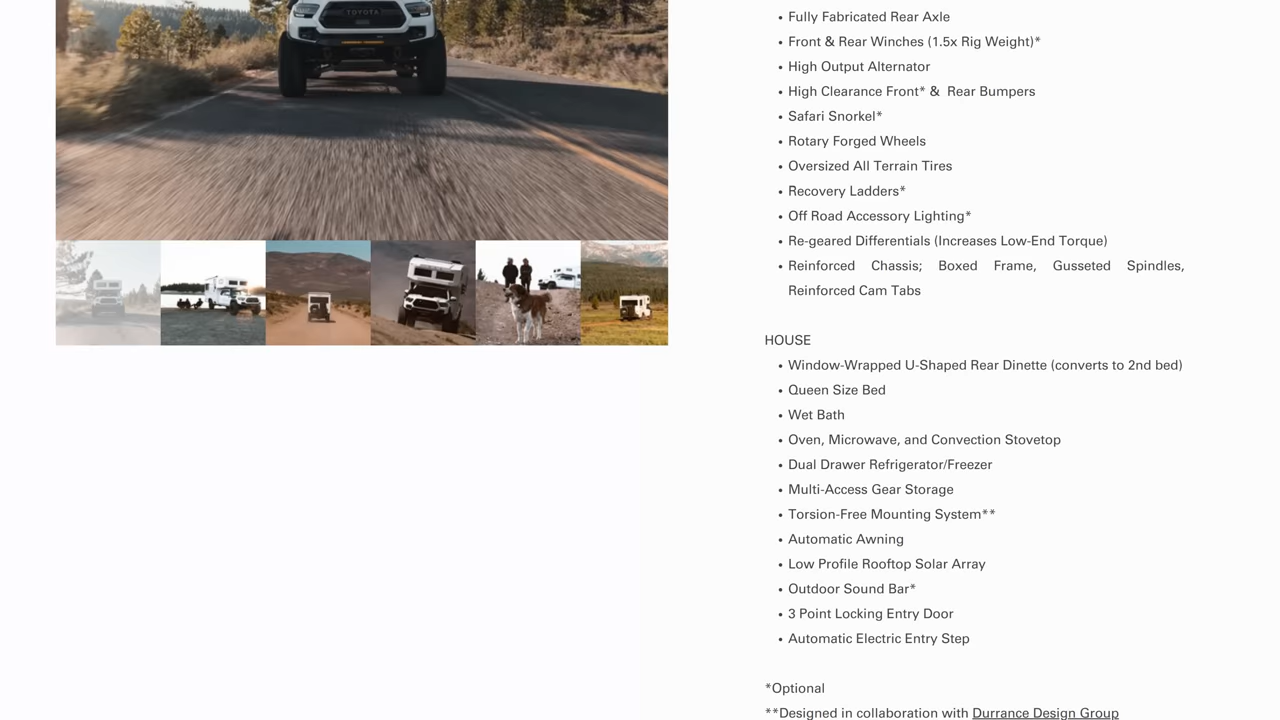 TOYOTA
• Fully Fabricated Rear Axle
• Front & Rear Winches (1.5x Rig Weight)*
• High Output Alternator
• High Clearance Front* & Rear Bumpers
• Safari Snorkel*
• Rotary Forged Wheels
• Oversized All Terrain Tires
• Recovery Ladders*
• Off Road Accessory Lighting*
• Re-geared Differentials (Increases Low-End Torque)
• Reinforced Chassis; Boxed Frame, Gusseted Spindles,
Reinforced Cam Tabs
HOUSE
• Window-Wrapped U-Shaped Rear Dinette (converts to 2nd bed)
• Queen Size Bed
• Wet Bath
• Oven, Microwave, and Convection Stovetop
• Dual Drawer Refrigerator/Freezer
• Multi-Access Gear Storage
• Torsion-Free Mounting System**
• Automatic Awning
• Low Profile Rooftop Solar Array
• Outdoor Sound Bar*
• 3 Point Locking Entry Door
• Automatic Electric Entry Step
*Optional
**Designed in collaboration with Durrance Design Group